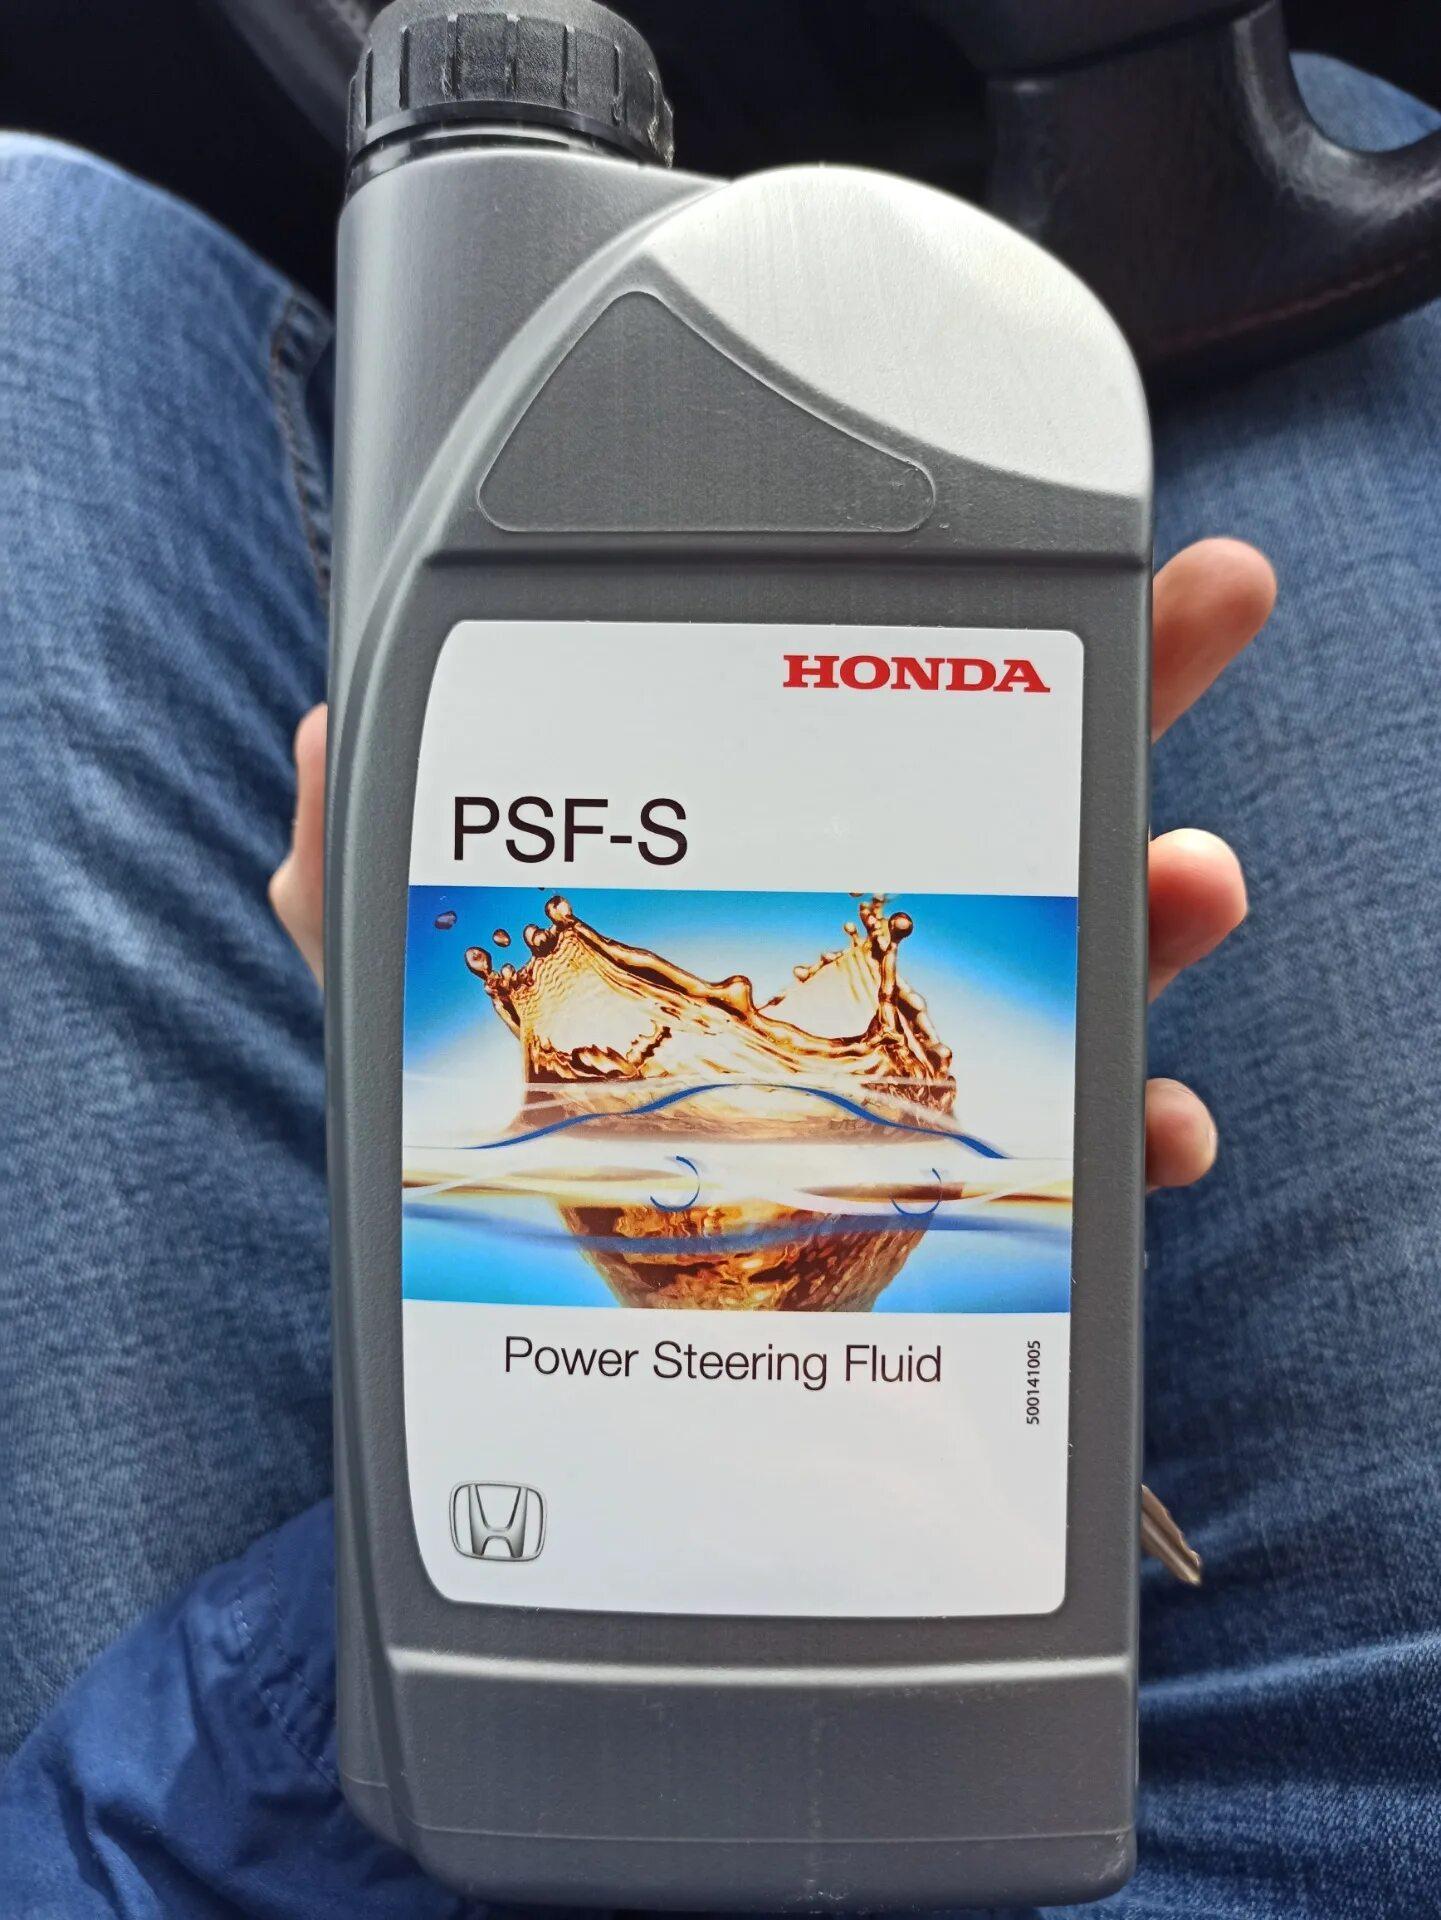 HONDA
PSF-S
Power Steering Fluid
500141005